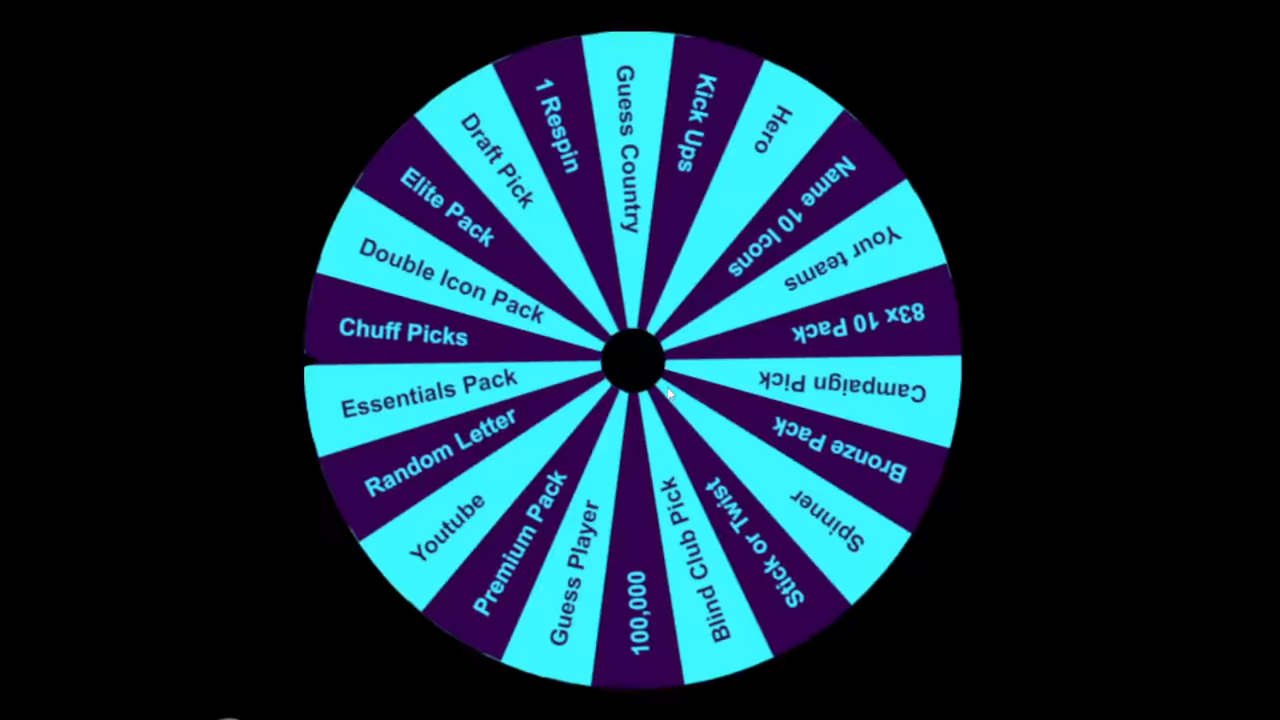 Guess Country
Kick Ups
Hero
Name 10 Icons
Your teams
83x 10 Pack
Campaign Pick
Bronze Pack
Spinner
Stick or Twist
Blind Club Pick
100,000
Guess Player
Premium Pack
Youtube
Random Letter
Essentials Pack
Chuff Picks
Double Icon Pack
Elite Pack
Draft Pick
1 Respin